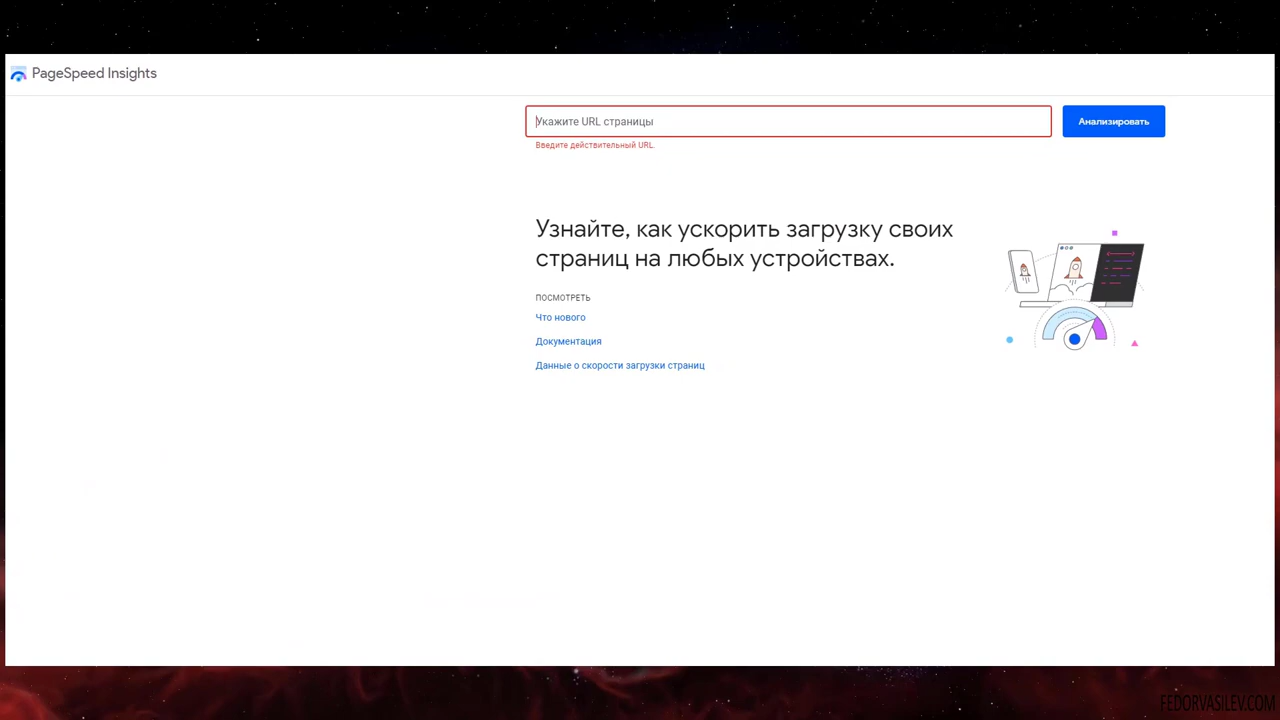 PageSpeed Insights
Укажите URL страницы
Анализировать
Введите действительный URL.
Узнайте, как ускорить загрузку своих
страниц на любых устройствах.
ПОСМОТРЕТЬ
Что нового
Документация
Данные о скорости загрузки страниц
FEDORVASILEV.COM